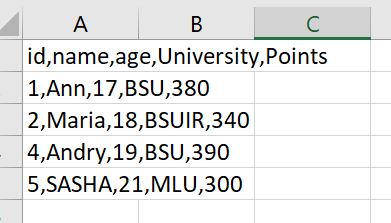 A B C
id,name,age,University,Points
1,Ann,17,BSU,380
2,Maria,18,BSUIR,340
4,Andry,19,BSU,390
5,SASHA,21,MLU,300